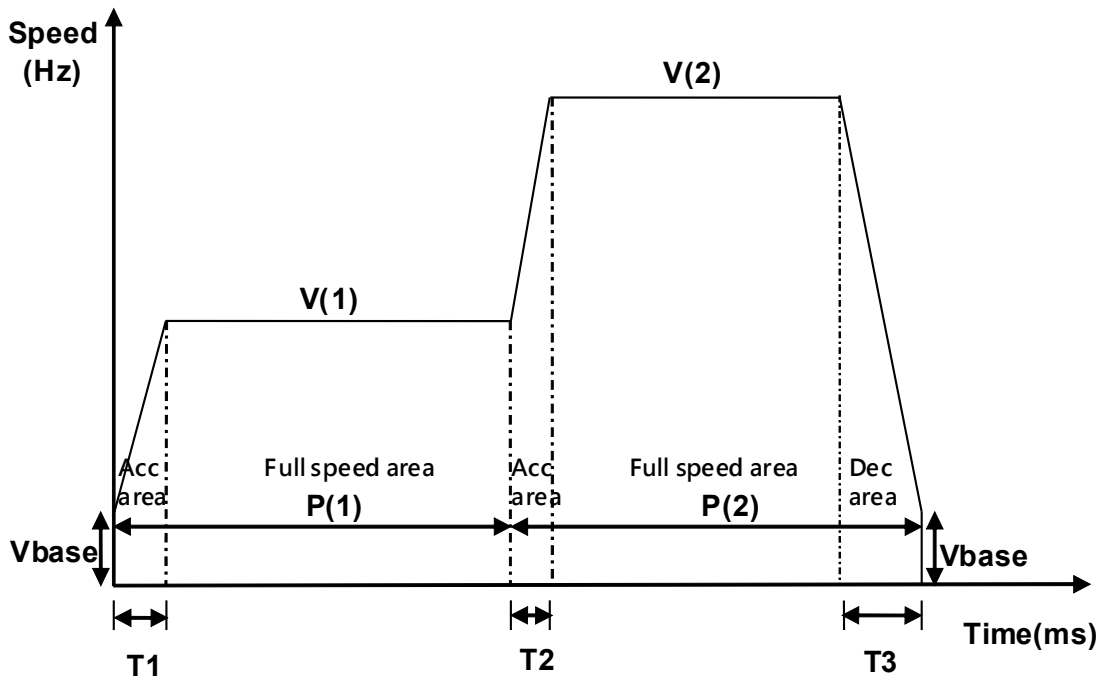 Speed
(Hz)
V(2)
V(1)
Acc
area
Full speed area
P(1)
Acc
area
Full speed area
P(2)
Dec
area
Vbase
Vbase
Time(ms)
T1
T2
T3